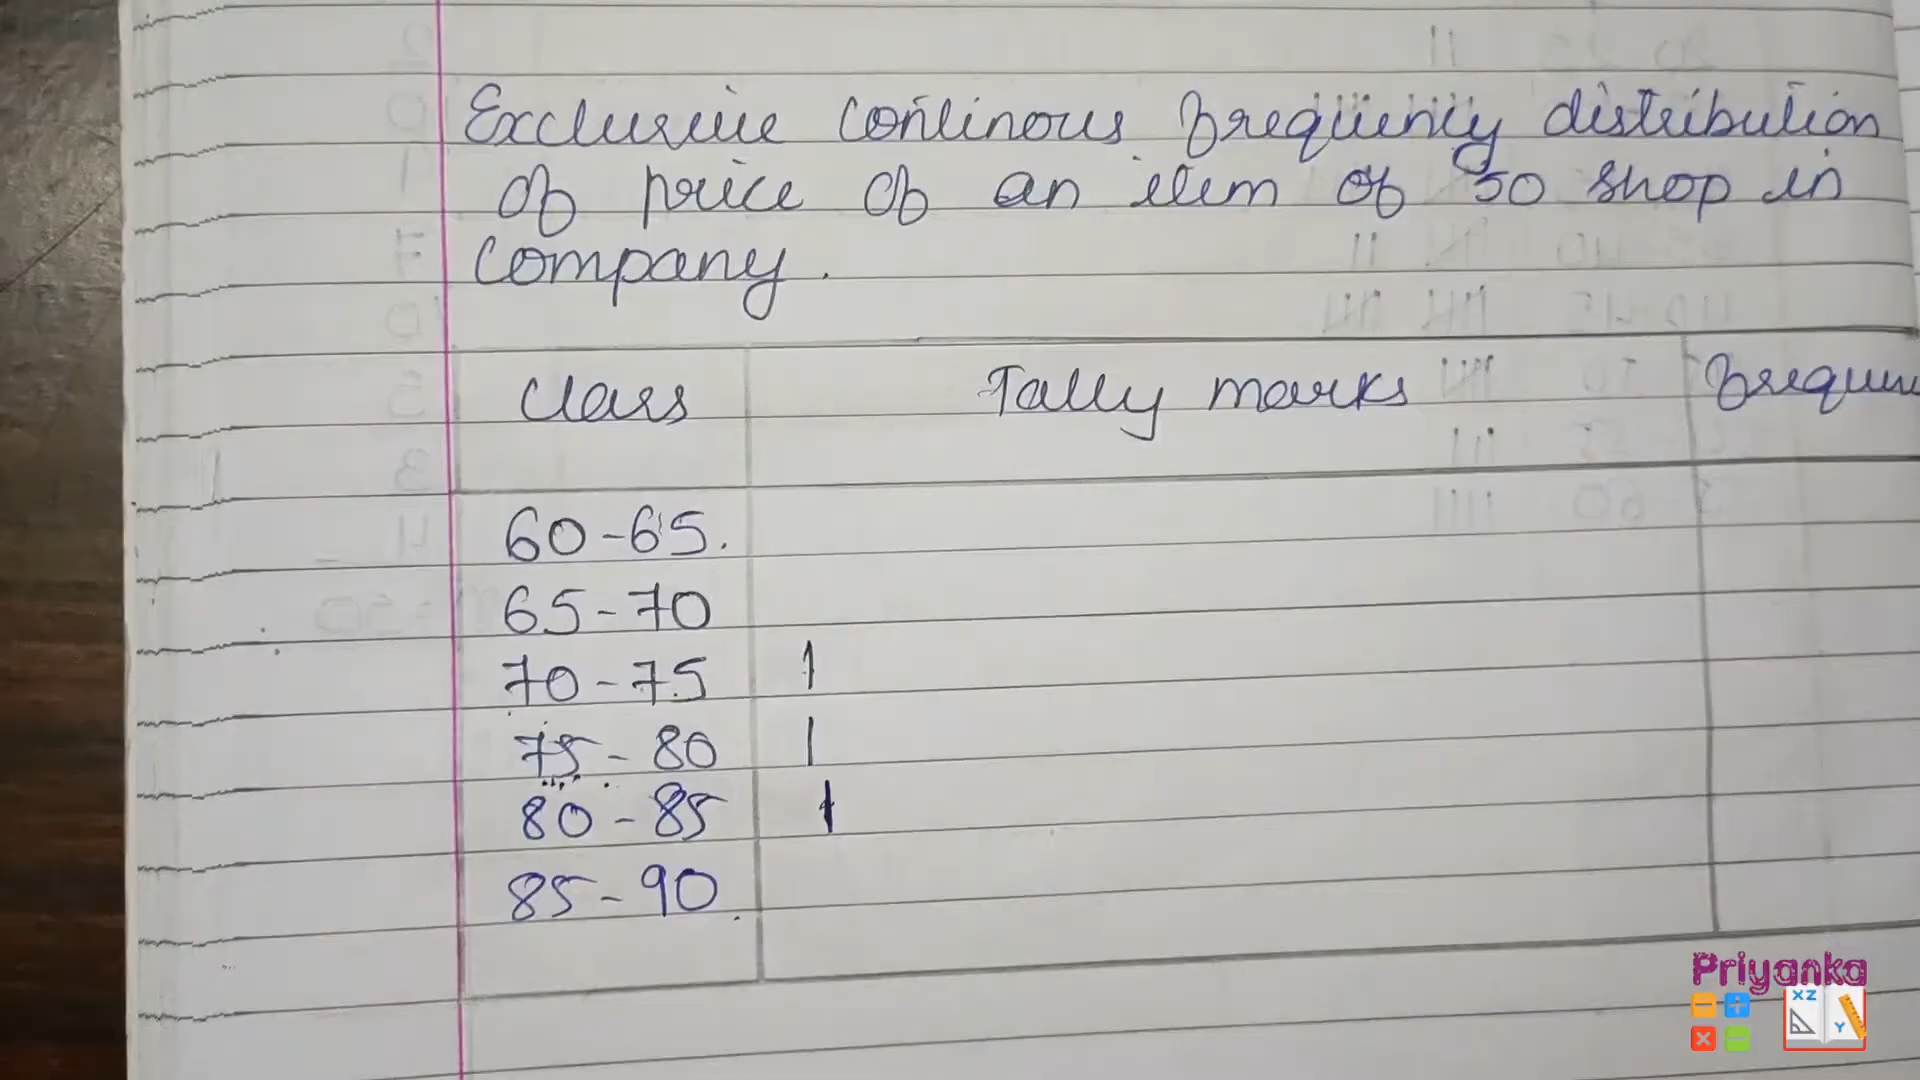 Exclusive continous frequency distribution
of price of an item of 50 shop in
company.
Class Tally marks
60-65.
65-70
70-75 |
75-80 |
80-85 |
85-90
Priyanka
XZ
Y